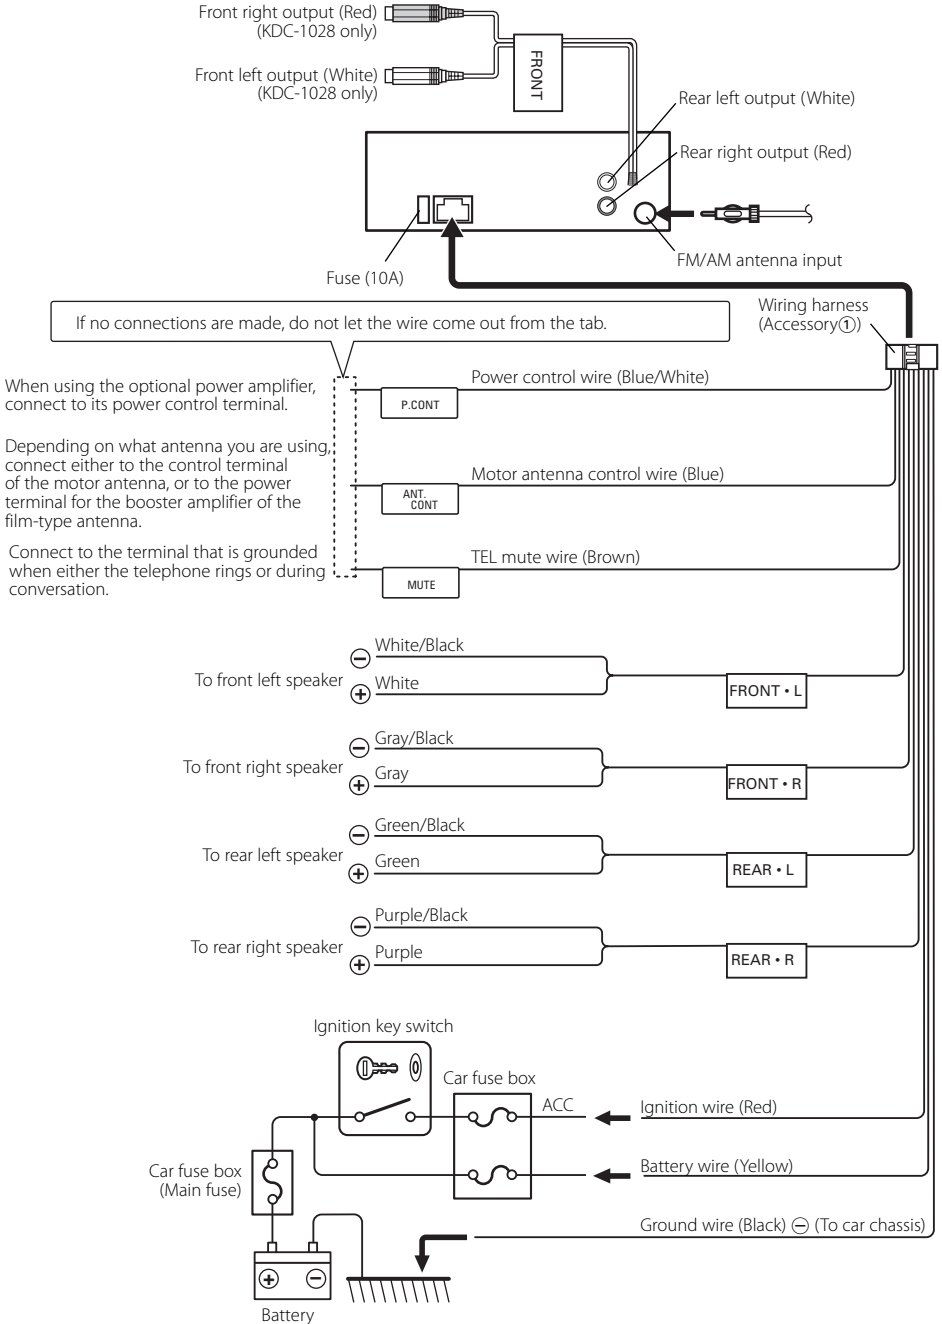 Front right output (Red)
(KDC-1028 only)
Front left output (White)
(KDC-1028 only)
FRONT
Rear left output (White)
Rear right output (Red)
FM/AM antenna input
Fuse (10A)
Wiring harness
(Accessory①)
If no connections are made, do not let the wire come out from the tab.
When using the optional power amplifier,
connect to its power control terminal.
Power control wire (Blue/White)
P.CONT
Depending on what antenna you are using,
connect either to the control terminal
of the motor antenna, or to the power
terminal for the booster amplifier of the
film-type antenna.
Motor antenna control wire (Blue)
ANT.
CONT
Connect to the terminal that is grounded
when either the telephone rings or during
conversation.
TEL mute wire (Brown)
MUTE
To front left speaker
⊖ White/Black
⊕ White
FRONT • L
To front right speaker
⊖ Gray/Black
⊕ Gray
FRONT • R
To rear left speaker
⊖ Green/Black
⊕ Green
REAR • L
To rear right speaker
⊖ Purple/Black
⊕ Purple
REAR • R
Ignition key switch
Car fuse box
ACC
Ignition wire (Red)
Car fuse box
(Main fuse)
Battery wire (Yellow)
Ground wire (Black) ⊖ (To car chassis)
⊕ ⊖
Battery